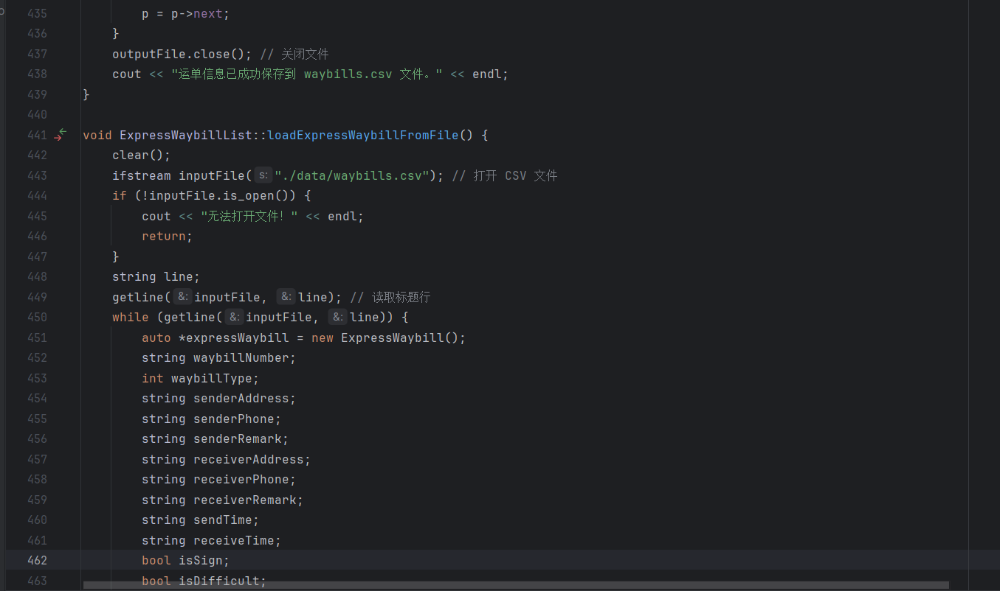 435 p = p->next;
436 }
437 outputFile.close(); // 关闭文件
438 cout << "运单信息已成功保存到 waybills.csv 文件。" << endl;
439 }
440
441 void ExpressWaybillList::loadExpressWaybillFromFile() {
442 clear();
443 ifstream inputFile( s: "./data/waybills.csv"); // 打开 CSV 文件
444 if (!inputFile.is_open()) {
445 cout << "无法打开文件！" << endl;
446 return;
447 }
448 string line;
449 getline( &: inputFile, &: line); // 读取标题行
450 while (getline( &: inputFile, &: line)) {
451 auto *expressWaybill = new ExpressWaybill();
452 string waybillNumber;
453 int waybillType;
454 string senderAddress;
455 string senderPhone;
456 string senderRemark;
457 string receiverAddress;
458 string receiverPhone;
459 string receiverRemark;
460 string sendTime;
461 string receiveTime;
462 bool isSign;
463 bool isDifficult;